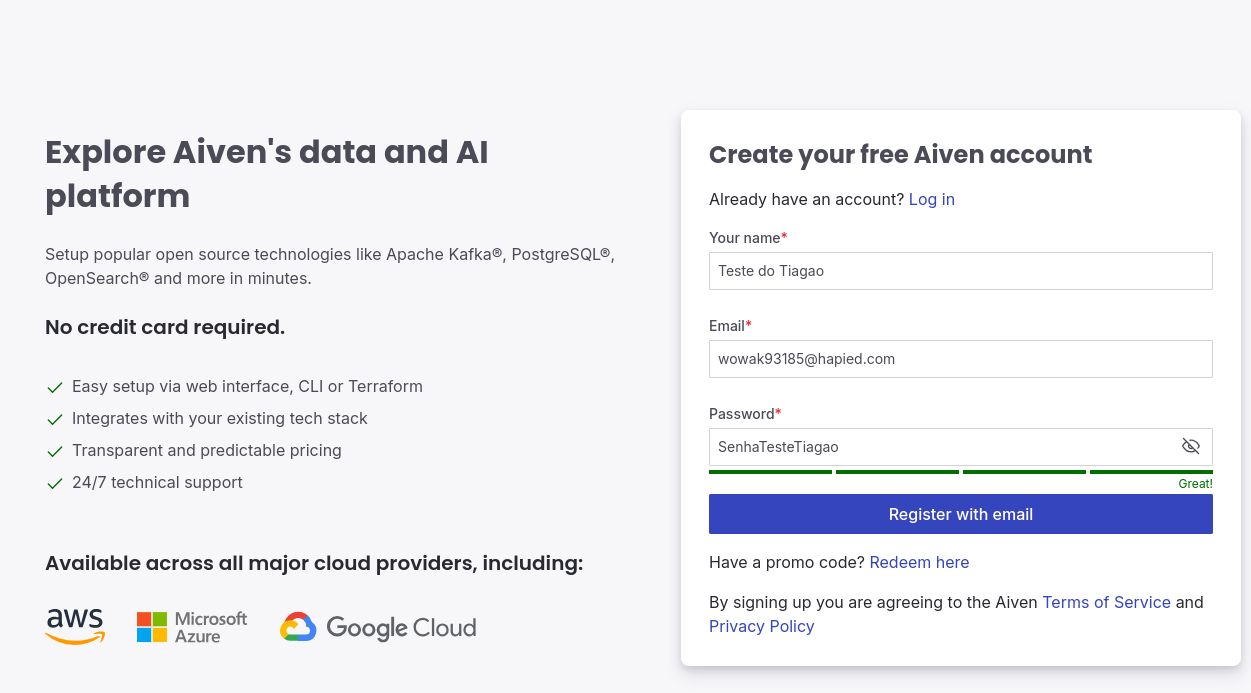 Explore Aiven's data and AI
platform
Setup popular open source technologies like Apache Kafka®, PostgreSQL®,
OpenSearch® and more in minutes.
No credit card required.
Easy setup via web interface, CLI or Terraform
Integrates with your existing tech stack
Transparent and predictable pricing
24/7 technical support
Available across all major cloud providers, including:
aws
Microsoft
Azure
Google Cloud
Create your free Aiven account
Already have an account? Log in
Your name*
Teste do Tiagao
Email*
wowak93185@hapied.com
Password*
SenhaTesteTiagao
Great!
Register with email
Have a promo code? Redeem here
By signing up you are agreeing to the Aiven Terms of Service and
Privacy Policy